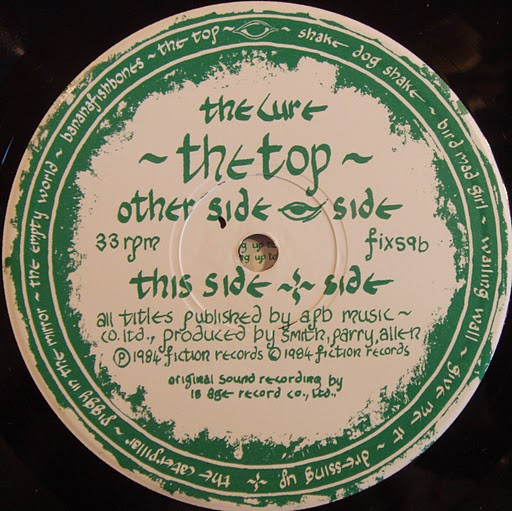 the cure
~ the top ~
other side 👁 side
33 rpm fixs9b
this side -✧- side
all titles published by apb music ~
co.ltd., produced by smith, parry, allen
℗ 1984 fiction records © 1984 fiction records
original sound recording by
18 age record co., ltd.,
shake dog shake ~ bird mad girl ~ wailing wall ~ give me it ~ dressing up ~ -✧- ~ the caterpillar ~ piggy in the mirror ~ the empty world ~ bananafishbones ~ the top ~ 👁 ~